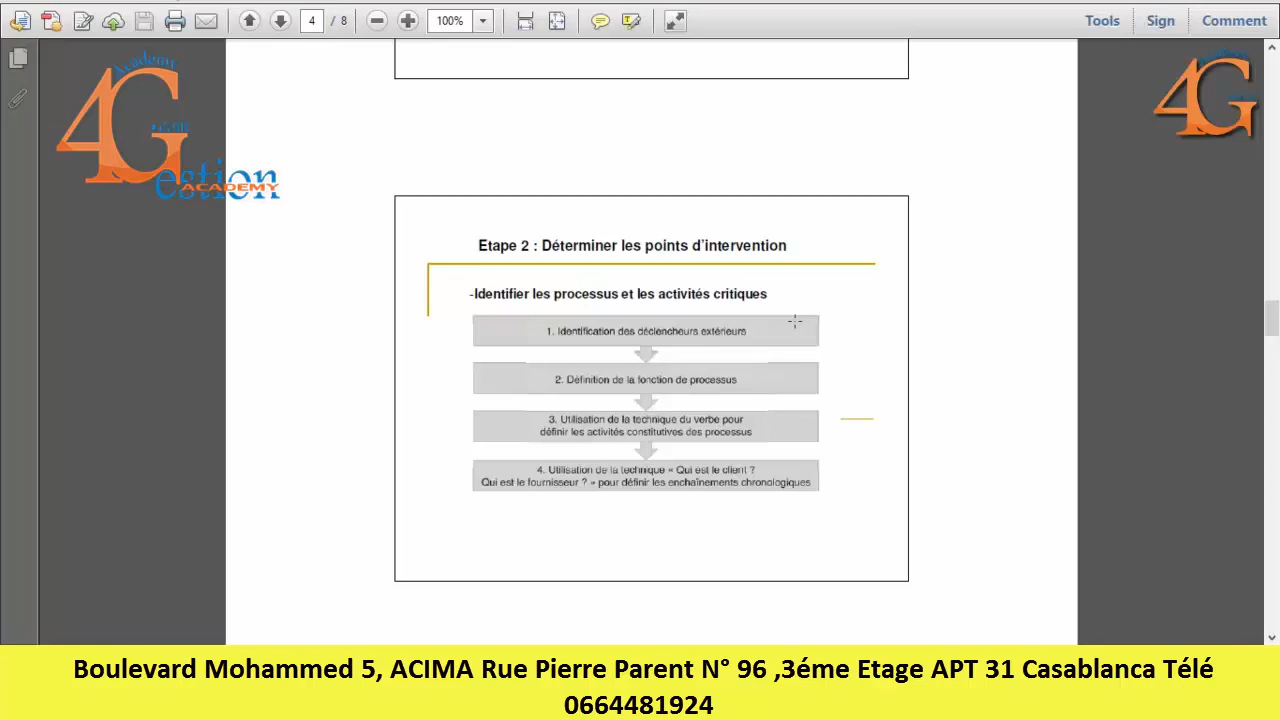 4 / 8 100% Tools Sign Comment
Academy
4G
estion
ACADEMY
4G
Etape 2 : Déterminer les points d'intervention
-Identifier les processus et les activités critiques
1. Identification des déclencheurs extérieurs
2. Définition de la fonction de processus
3. Utilisation de la technique du verbe pour
définir les activités constitutives des processus
4. Utilisation de la technique « Qui est le client ?
Qui est le fournisseur ? » pour définir les enchaînements chronologiques
Boulevard Mohammed 5, ACIMA Rue Pierre Parent N° 96 ,3éme Etage APT 31 Casablanca Télé
0664481924